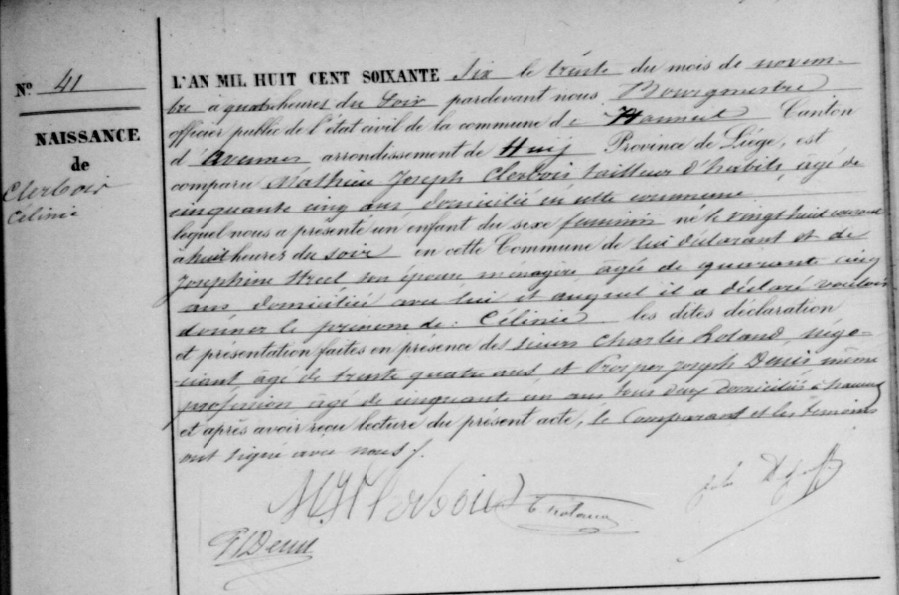 N° 41
NAISSANCE
de
Clerbois
Célinie
L'AN MIL HUIT CENT SOIXANTE six le trente du mois de novem-
bre à quatre heures du soir pardevant nous Bourgmestre
officier public de l'état civil de la commune de Hannut Canton
d'Avennes arrondissement de Huy Province de Liége, est
comparu Mathieu Joseph Clerbois tailleur d'habits, âgé de
cinquante cinq ans domicilié en cette commune
lequel nous a présenté un enfant du sexe féminin né le vingt huit courant
à huit heures du soir en cette Commune de lui déclarant et de
Joséphine Streel son épouse ménagère âgée de quarante cinq
ans domiciliée avec lui et auquel il a déclaré vouloir
donner le prénom de : Célinie les dites déclaration
et présentation faites en présence des sieurs Charles Roland, négo-
ciant âgé de trente quatre ans et Prosper Joseph Denis même
profession âgé de cinquante un ans tous deux domiciliés à hannut
et après avoir reçu lecture du présent acte, le comparant et les témoins
ont signé avec nous /.
M. J. Clerbois
PJ Denis